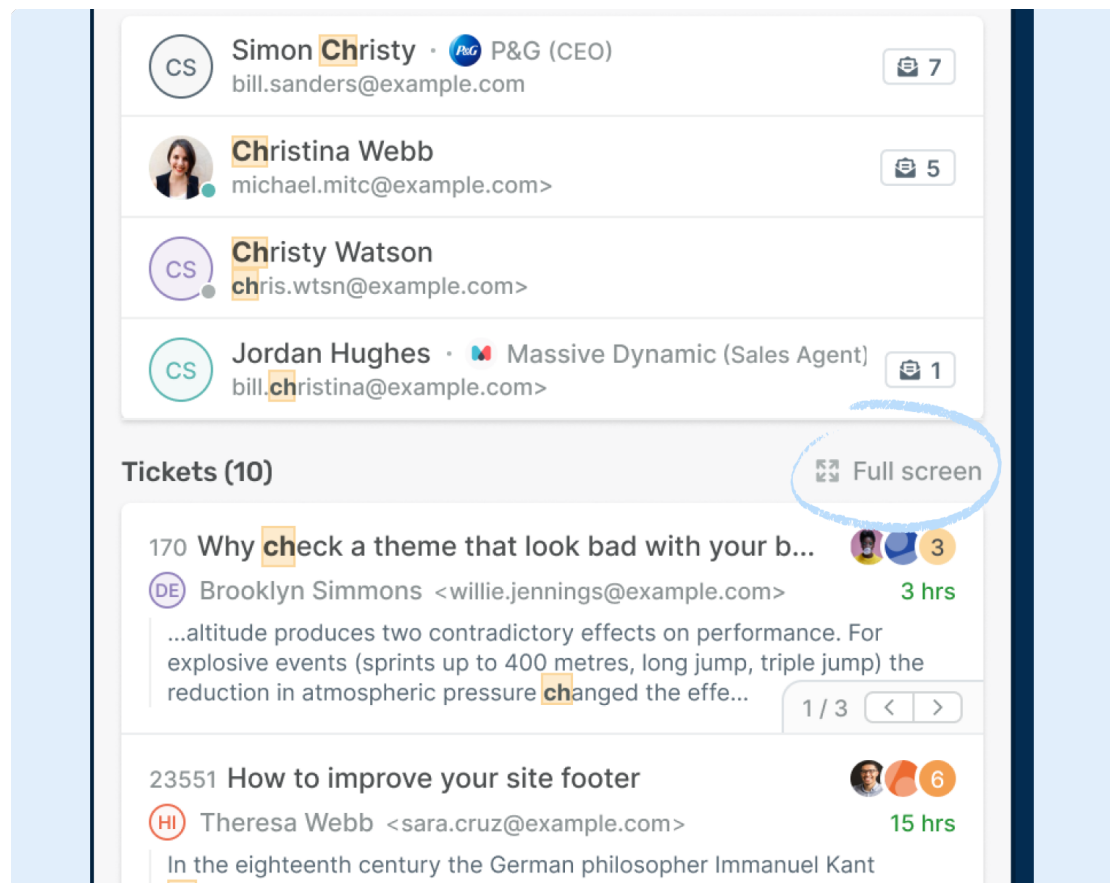 CS
Simon Christy · P&G P&G (CEO)
bill.sanders@example.com
7
Christina Webb
michael.mitc@example.com>
5
CS
Christy Watson
chris.wtsn@example.com>
CS
Jordan Hughes · Massive Dynamic (Sales Agent)
bill.christina@example.com>
1
Tickets (10)
Full screen
170 Why check a theme that look bad with your b...
3
DE Brooklyn Simmons <willie.jennings@example.com>
3 hrs
...altitude produces two contradictory effects on performance. For
explosive events (sprints up to 400 metres, long jump, triple jump) the
reduction in atmospheric pressure changed the effe...
1 / 3
23551 How to improve your site footer
6
HI Theresa Webb <sara.cruz@example.com>
15 hrs
In the eighteenth century the German philosopher Immanuel Kant